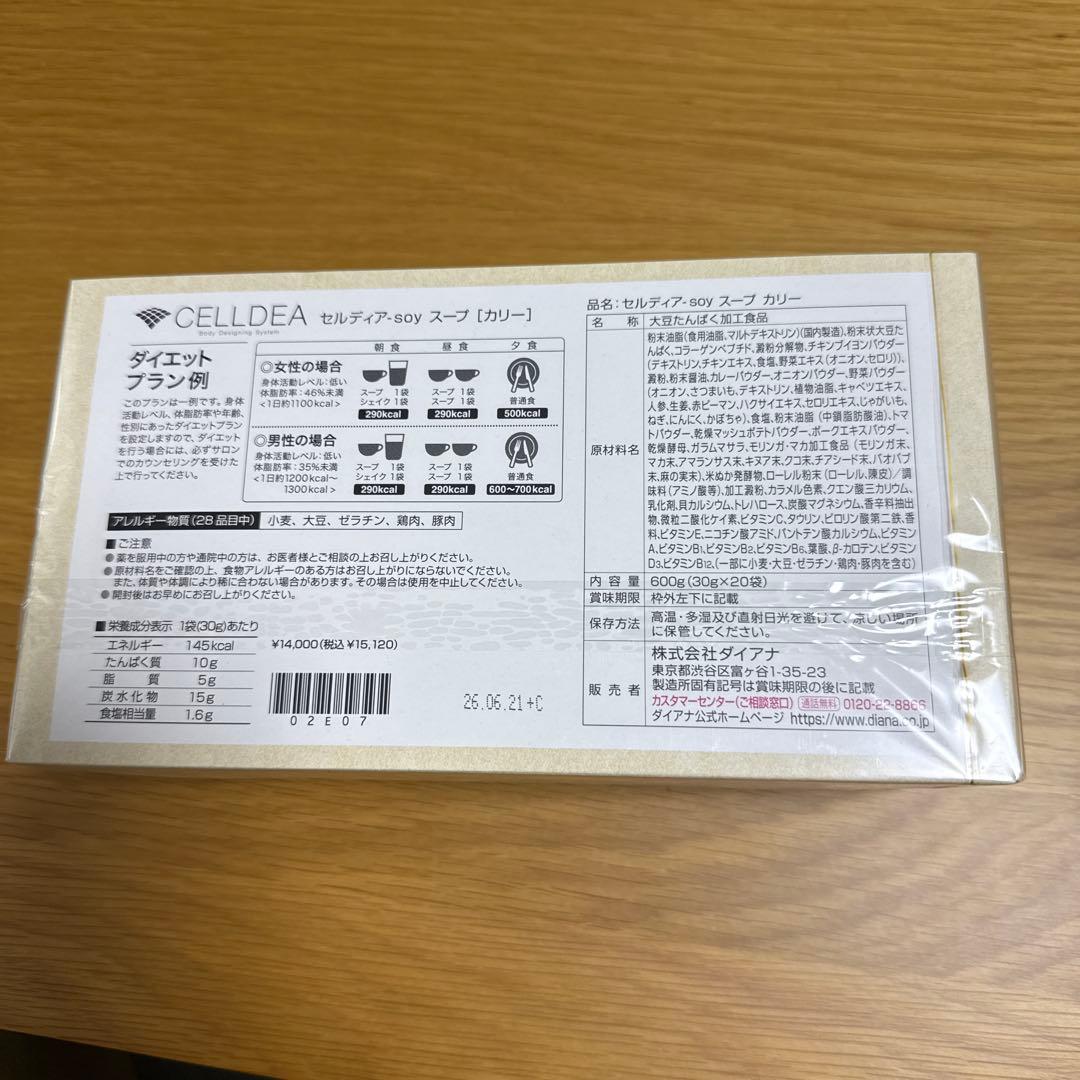 CELLDEA セルディア-soy スープ [カリー]
Body Designing System
ダイエット
プラン例
このプランは一例です。身体
活動レベル、体脂肪率や年齢、
性別にあったダイエットプラン
を設定しますので、ダイエット
を行う場合には、必ずサロン
でのカウンセリングを受けた
上で行ってください。
朝食 昼食 夕食
◎女性の場合
身体活動レベル:低い
体脂肪率:46%未満
<1日約1100kcal>
スープ 1袋
シェイク 1袋
290kcal
スープ 1袋
スープ 1袋
290kcal
普通食
500kcal
◎男性の場合
身体活動レベル:低い
体脂肪率:35%未満
<1日約1200kcal~
1300kcal>
スープ 1袋
シェイク 1袋
290kcal
スープ 1袋
スープ 1袋
290kcal
普通食
600~700kcal
アレルギー物質(28品目中) 小麦、大豆、ゼラチン、鶏肉、豚肉
■ご注意
●薬を服用中の方や通院中の方は、お医者様とご相談の上お召し上がりください。
●原材料名をご確認の上、食物アレルギーのある方はお召し上がりにならないでください。
また、体質や体調により稀に合わない場合があります。その場合は使用を中止してください。
●開封後はお早めにお召し上がりください。
■栄養成分表示 1袋(30g)あたり
エネルギー 145kcal
たんぱく質 10g
脂質 5g
炭水化物 15g
食塩相当量 1.6g
¥14,000(税込¥15,120)
02E07
26.06.21+C
品名:セルディア-soy スープ カリー
名称 大豆たんぱく加工食品
原材料名
粉末油脂(食用油脂、マルトデキストリン)(国内製造)、粉末状大豆た
んぱく、コラーゲンペプチド、澱粉分解物、チキンブイヨンパウダー
(デキストリン、チキンエキス、食塩、野菜エキス(オニオン、セロリ))、
澱粉、粉末醤油、カレーパウダー、オニオンパウダー、野菜パウダー
(オニオン、さつまいも、デキストリン、植物油脂、キャベツエキス、
人参、生姜、赤ピーマン、ハクサイエキス、セロリエキス、じゃがいも、
ねぎ、にんにく、かぼちゃ)、食塩、粉末油脂(中鎖脂肪酸油)、トマ
トパウダー、乾燥マッシュポテトパウダー、ポークエキスパウダー、
乾燥酵母、ガラムマサラ、モリンガ・マカ加工食品(モリンガ末、
マカ末、アマランサス末、キヌア末、クコ末、チアシード末、バオバブ
末、麻の実末)、米ぬか発酵物、ローレル粉末(ローレル、陳皮)/調
味料(アミノ酸等)、加工澱粉、カラメル色素、クエン酸三カリウム、
乳化剤、貝カルシウム、トレハロース、炭酸マグネシウム、香辛料抽出
物、微粒二酸化ケイ素、ビタミンC、タウリン、ピロリン酸第二鉄、香
料、ビタミンE、ニコチン酸アミド、パントテン酸カルシウム、ビタミン
A、ビタミンB1、ビタミンB2、ビタミンB6、葉酸、β-カロテン、ビタミン
D3、ビタミンB12、(一部に小麦・大豆・ゼラチン・鶏肉・豚肉を含む)
内容量 600g(30g×20袋)
賞味期限 枠外左下に記載
保存方法 高温・多湿及び直射日光を避けて、涼しい場所
に保管してください。
販売者
株式会社ダイアナ
東京都渋谷区富ヶ谷1-35-23
製造所固有記号は賞味期限の後に記載
カスタマーセンター(ご相談窓口) 通話無料 0120-22-8866
ダイアナ公式ホームページ https://www.diana.co.jp